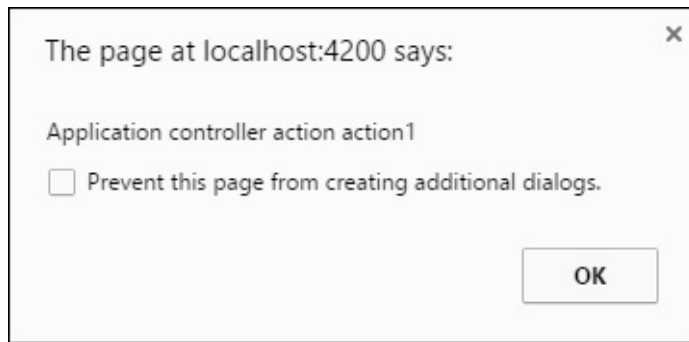 The page at localhost:4200 says:
Application controller action action1
Prevent this page from creating additional dialogs.
OK